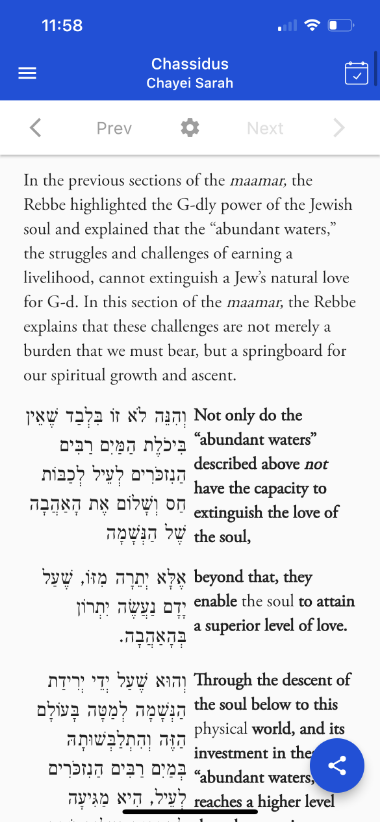 11:58
Chassidus
Chayei Sarah
Prev
Next
In the previous sections of the maamar, the
Rebbe highlighted the G-dly power of the Jewish
soul and explained that the “abundant waters,”
the struggles and challenges of earning a
livelihood, cannot extinguish a Jew’s natural love
for G-d. In this section of the maamar, the Rebbe
explains that these challenges are not merely a
burden that we must bear, but a springboard for
our spiritual growth and ascent.
וְהִנֵּה לֹא זוֹ בִּלְבַד שֶׁאֵין
בִּיכֹלֶת הַמַּיִם רַבִּים
הַנִזְכֹּרִים לְעֵיל לְכַבּוֹת
חַס וְשָׁלוֹם אֶת הָאַהֲבָה
שֶׁל הַנְּשָׁמָה
Not only do the
“abundant waters”
described above not
have the capacity to
extinguish the love of
the soul,
אֶלָּא יְתֵרָה מִזּוֹ, שֶׁעַל
יָדָם נַעֲשֶׂה יִתְרוֹן
בְּהָאַהֲבָה.
beyond that, they
enable the soul to attain
a superior level of love.
וְהוּא שֶׁעַל יְדֵי יְרִידַת
הַנְּשָׁמָה לְמַטָּה בָּעוֹלָם
הַזֶּה וְהִתְלַבְּשׁוּתָהּ
בְּמַיִם רַבִּים הַנִזְכֹּרִים
לְעֵיל, הִיא מַגִּיעָה
Through the descent of
the soul below to this
physical world, and its
investment in the
“abundant waters,
reaches a higher level